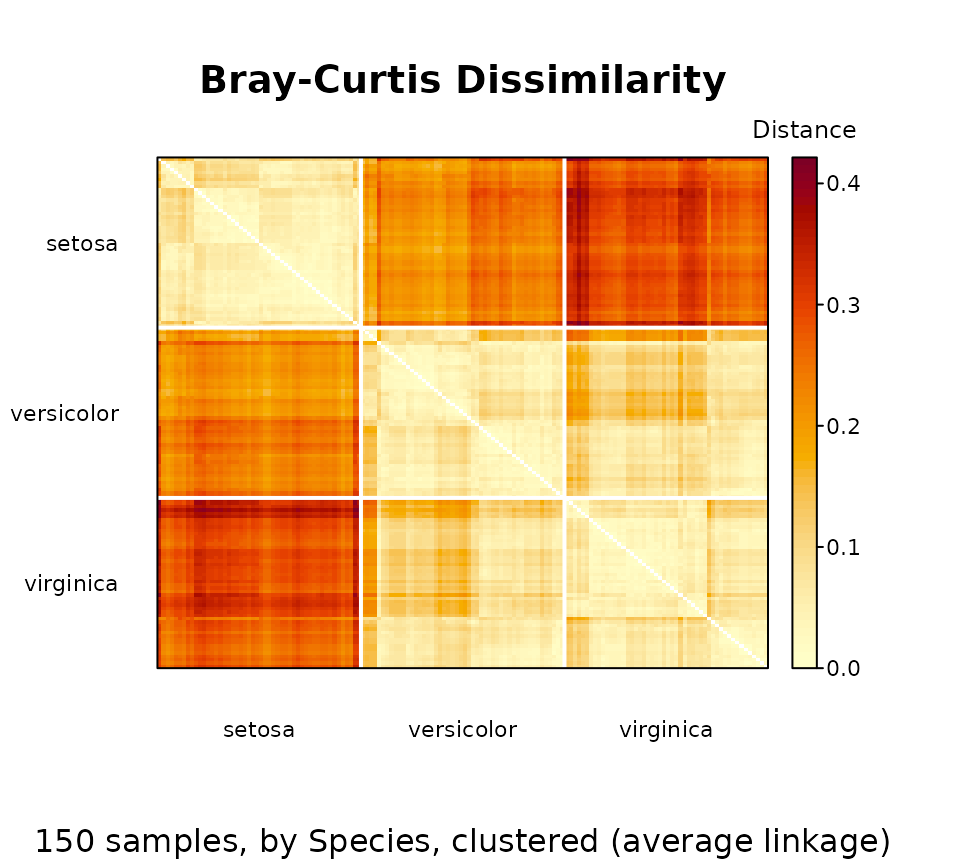 Bray-Curtis Dissimilarity
Distance
0.4
setosa
0.3
versicolor
0.2
0.1
virginica
0.0
setosa versicolor virginica
150 samples, by Species, clustered (average linkage)